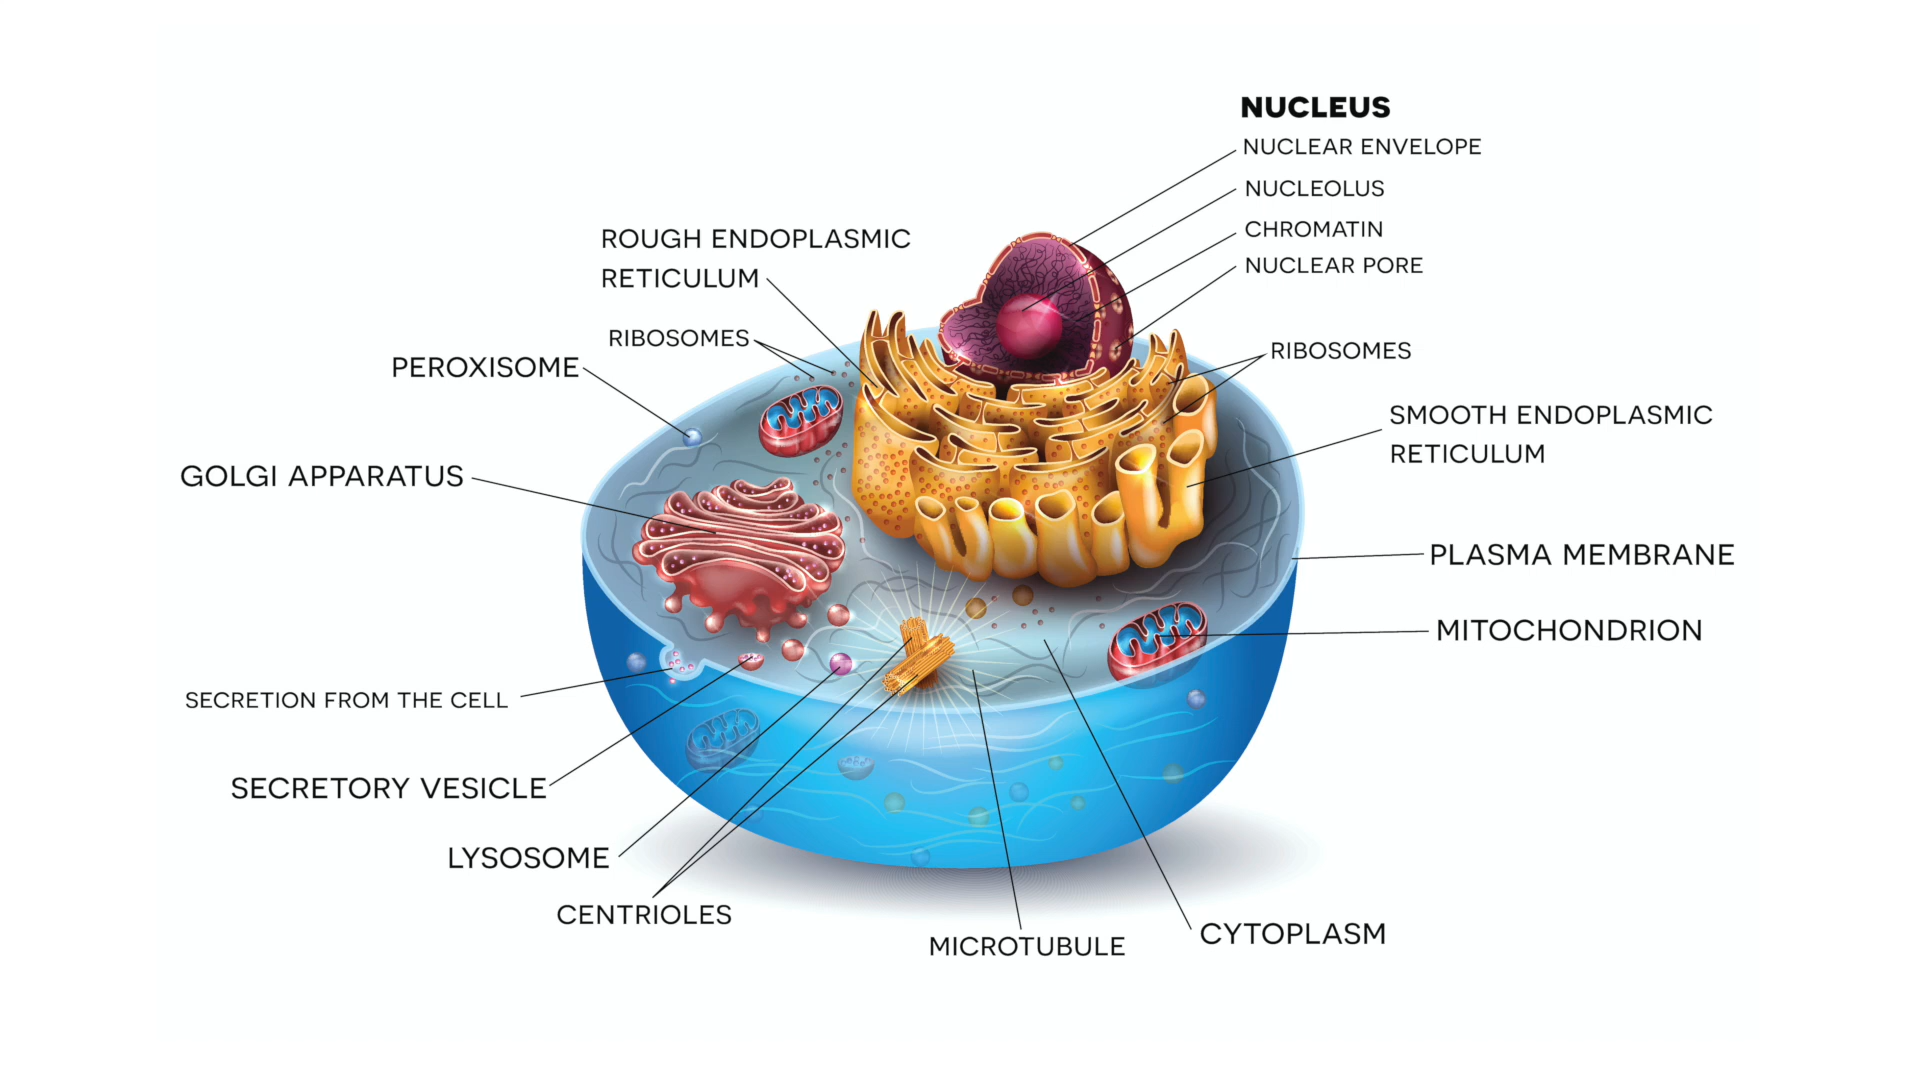 NUCLEUS
NUCLEAR ENVELOPE
NUCLEOLUS
CHROMATIN
NUCLEAR PORE
ROUGH ENDOPLASMIC
RETICULUM
RIBOSOMES
PEROXISOME
GOLGI APPARATUS
SECRETION FROM THE CELL
SECRETORY VESICLE
LYSOSOME
CENTRIOLES
MICROTUBULE
CYTOPLASM
RIBOSOMES
SMOOTH ENDOPLASMIC
RETICULUM
PLASMA MEMBRANE
MITOCHONDRION